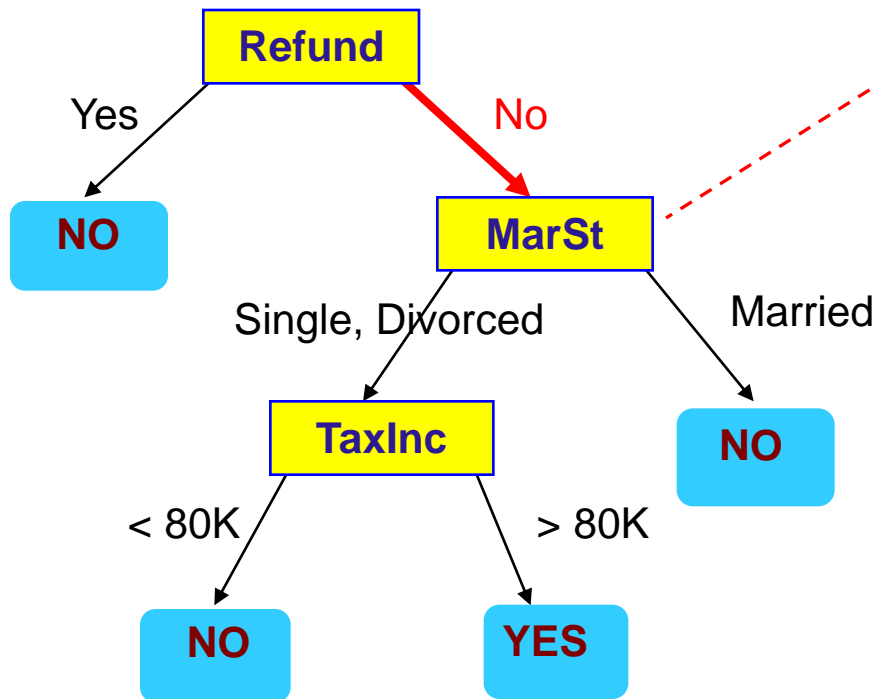 Refund
Yes
No
NO
MarSt
Single, Divorced
Married
TaxInc
NO
< 80K
> 80K
NO
YES